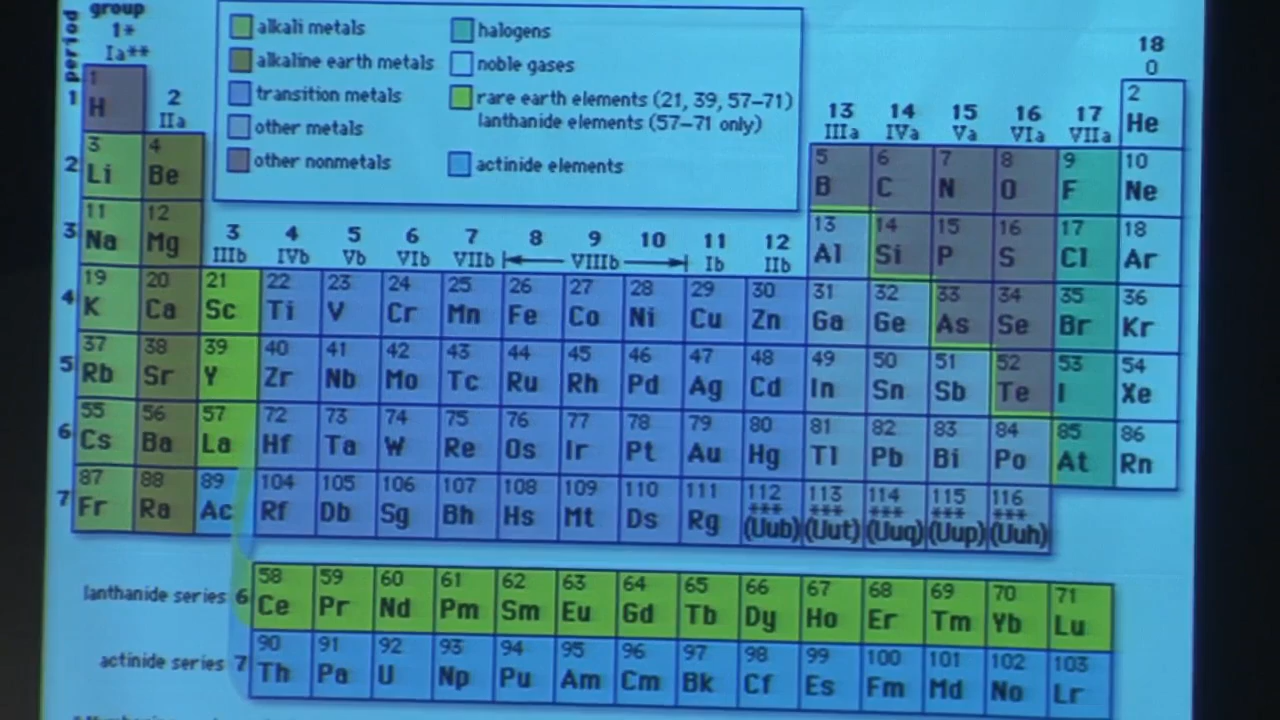 group
period
1*
Ia**
alkali metals
alkaline earth metals
transition metals
other metals
other nonmetals
halogens
noble gases
rare earth elements (21, 39, 57–71)
lanthanide elements (57–71 only)
actinide elements
18
0
2
IIa
13 14 15 16 17
IIIa IVa Va VIa VIIa
1 1 2
H He
2 3 4 5 6 7 8 9 10
Li Be B C N O F Ne
3 11 12 13 14 15 16 17 18
Na Mg Al Si P S Cl Ar
3 4 5 6 7 8 9 10 11 12
IIIb IVb Vb VIb VIIb VIIIb Ib IIb
4 19 20 21 22 23 24 25 26 27 28 29 30 31 32 33 34 35 36
K Ca Sc Ti V Cr Mn Fe Co Ni Cu Zn Ga Ge As Se Br Kr
5 37 38 39 40 41 42 43 44 45 46 47 48 49 50 51 52 53 54
Rb Sr Y Zr Nb Mo Tc Ru Rh Pd Ag Cd In Sn Sb Te I Xe
6 55 56 57 72 73 74 75 76 77 78 79 80 81 82 83 84 85 86
Cs Ba La Hf Ta W Re Os Ir Pt Au Hg Tl Pb Bi Po At Rn
7 87 88 89 104 105 106 107 108 109 110 111 112 113 114 115 116
*** *** *** *** ***
Fr Ra Ac Rf Db Sg Bh Hs Mt Ds Rg (Uub) (Uut) (Uuq) (Uup) (Uuh)
58 59 60 61 62 63 64 65 66 67 68 69 70 71
lanthanide series 6 Ce Pr Nd Pm Sm Eu Gd Tb Dy Ho Er Tm Yb Lu
90 91 92 93 94 95 96 97 98 99 100 101 102 103
actinide series 7 Th Pa U Np Pu Am Cm Bk Cf Es Fm Md No Lr